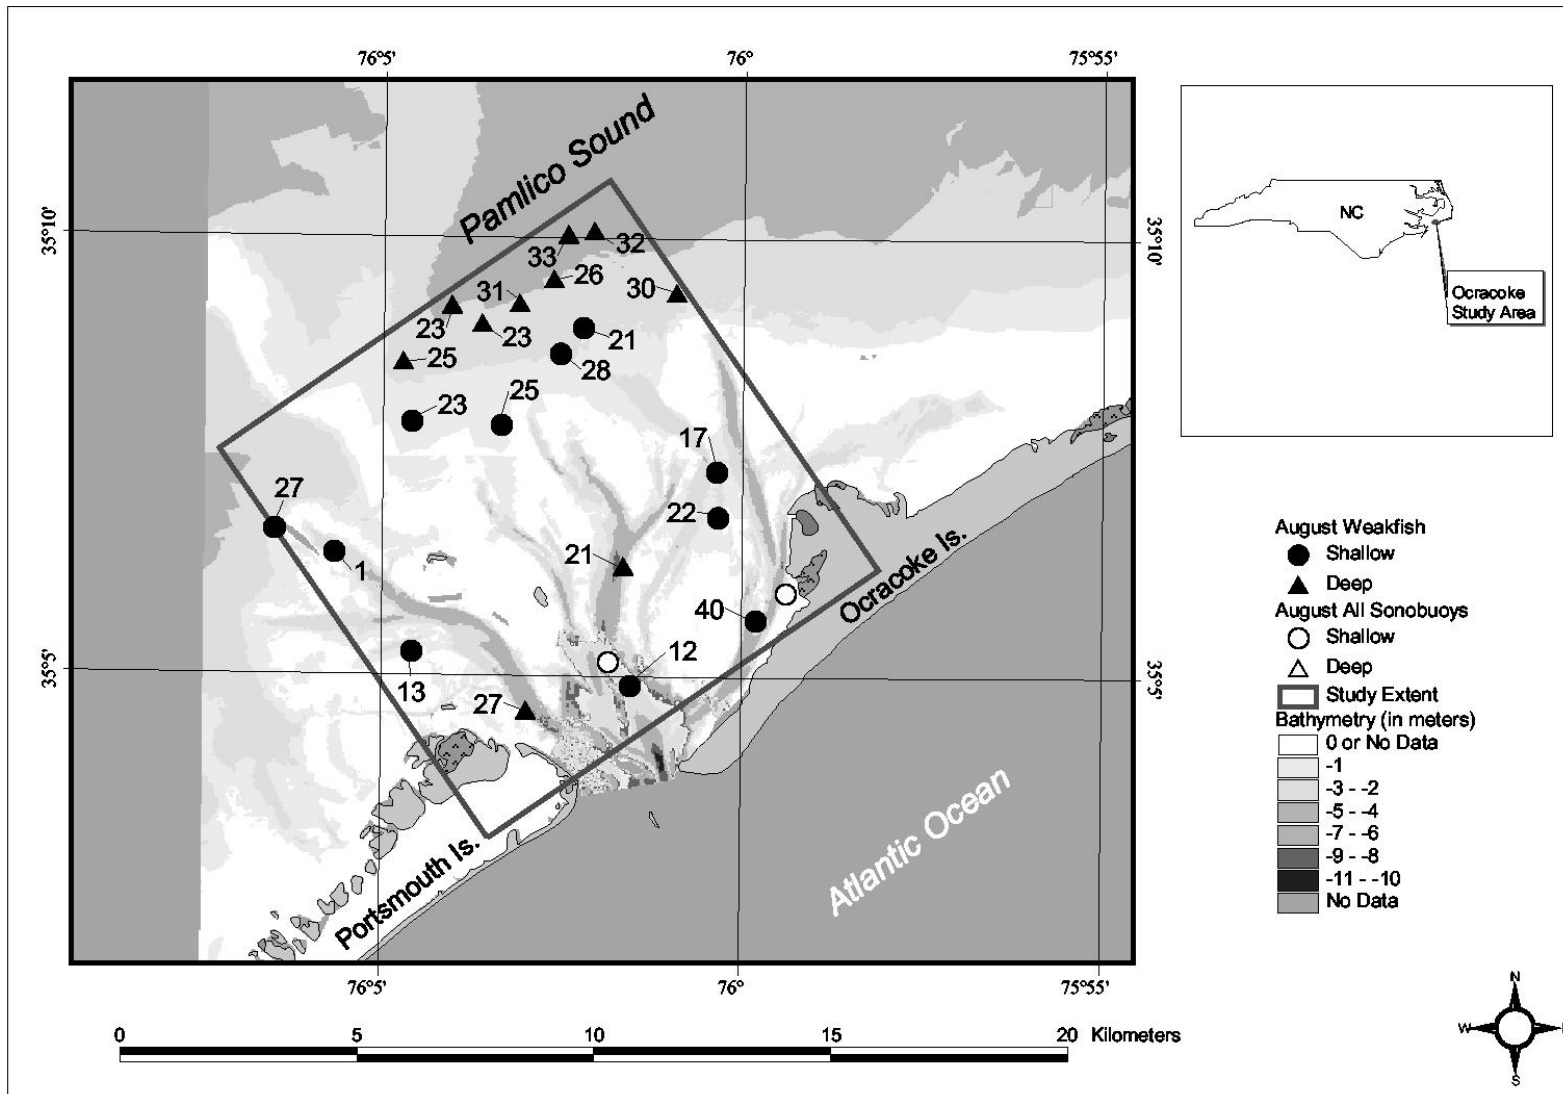 76°5'
76°
75°55'
Pamlico Sound
35°10'
35°10'
33
32
26
31
30
23
23
21
25
28
23
25
17
27
22
1
21
40
Ocracoke Is.
12
35°5'
35°5'
13
27
Portsmouth Is.
Atlantic Ocean
76°5'
76°
75°55'
0
5
10
15
20 Kilometers
NC
Ocracoke
Study Area
August Weakfish
Shallow
Deep
August All Sonobuoys
Shallow
Deep
Study Extent
Bathymetry (in meters)
0 or No Data
-1
-3 - -2
-5 - -4
-7 - -6
-9 - -8
-11 - -10
No Data
N
W
S